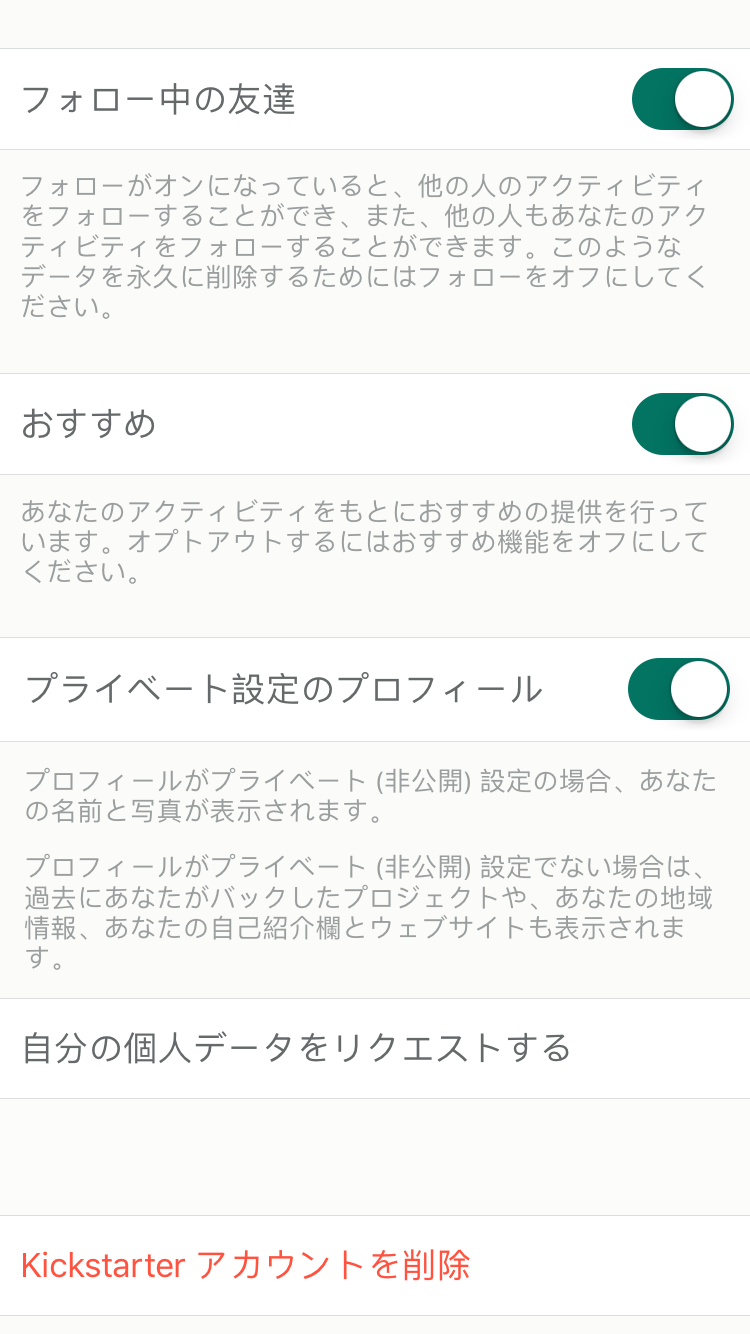 フォロー中の友達
フォローがオンになっていると、他の人のアクティビティ
をフォローすることができ、また、他の人もあなたのアク
ティビティをフォローすることができます。このような
データを永久に削除するためにはフォローをオフにしてく
ださい。
おすすめ
あなたのアクティビティをもとにおすすめの提供を行って
います。オプトアウトするにはおすすめ機能をオフにして
ください。
プライベート設定のプロフィール
プロフィールがプライベート (非公開) 設定の場合、あなた
の名前と写真が表示されます。
プロフィールがプライベート (非公開) 設定でない場合は、
過去にあなたがバックしたプロジェクトや、あなたの地域
情報、あなたの自己紹介欄とウェブサイトも表示されま
す。
自分の個人データをリクエストする
Kickstarter アカウントを削除